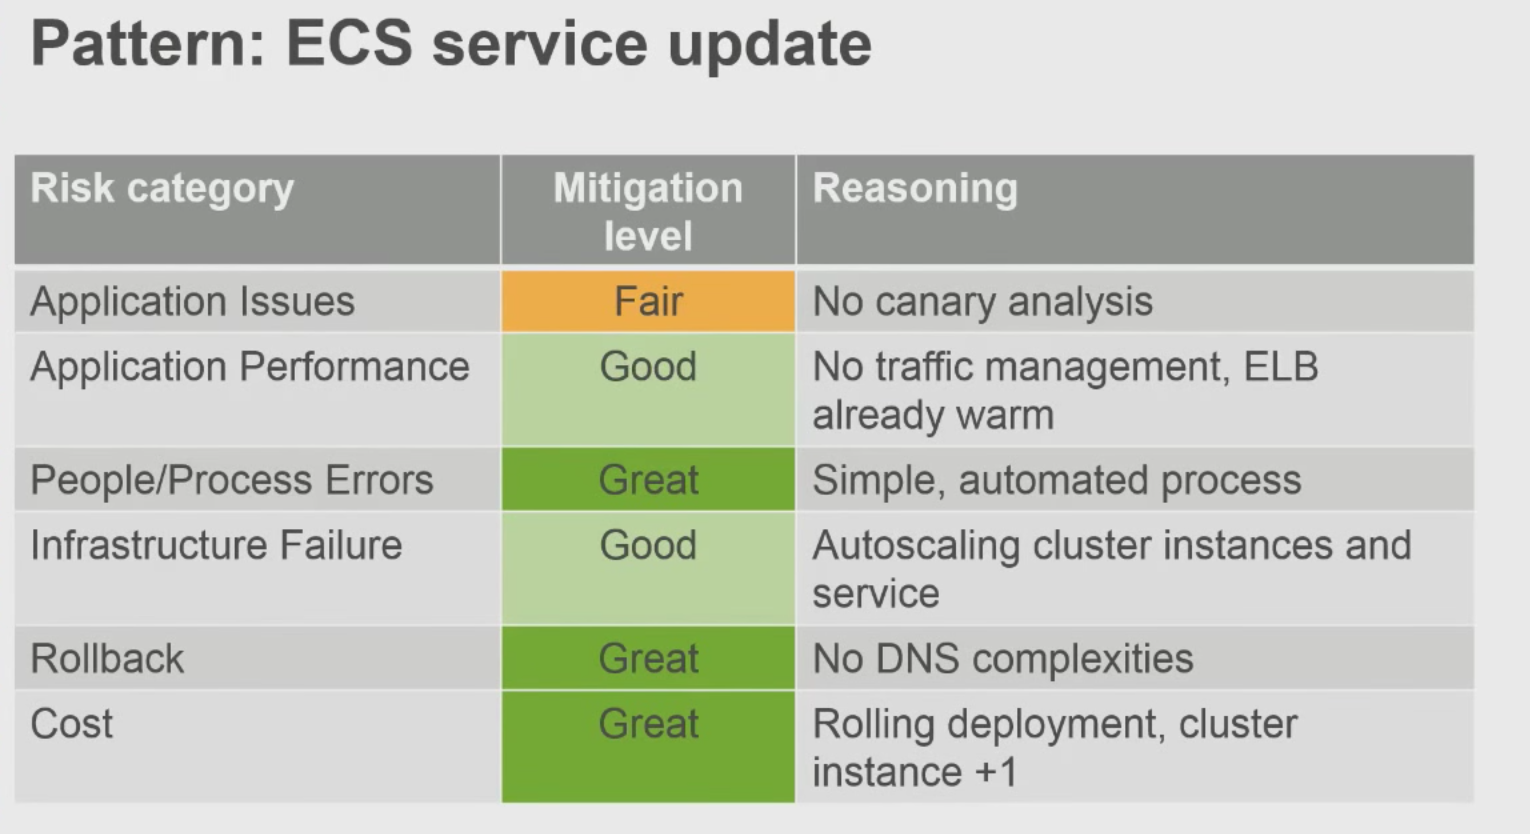 Pattern: ECS service update
Risk category
Mitigation
level
Reasoning
Application Issues
Fair
No canary analysis
Application Performance
Good
No traffic management, ELB
already warm
People/Process Errors
Great
Simple, automated process
Infrastructure Failure
Good
Autoscaling cluster instances and
service
Rollback
Great
No DNS complexities
Cost
Great
Rolling deployment, cluster
instance +1